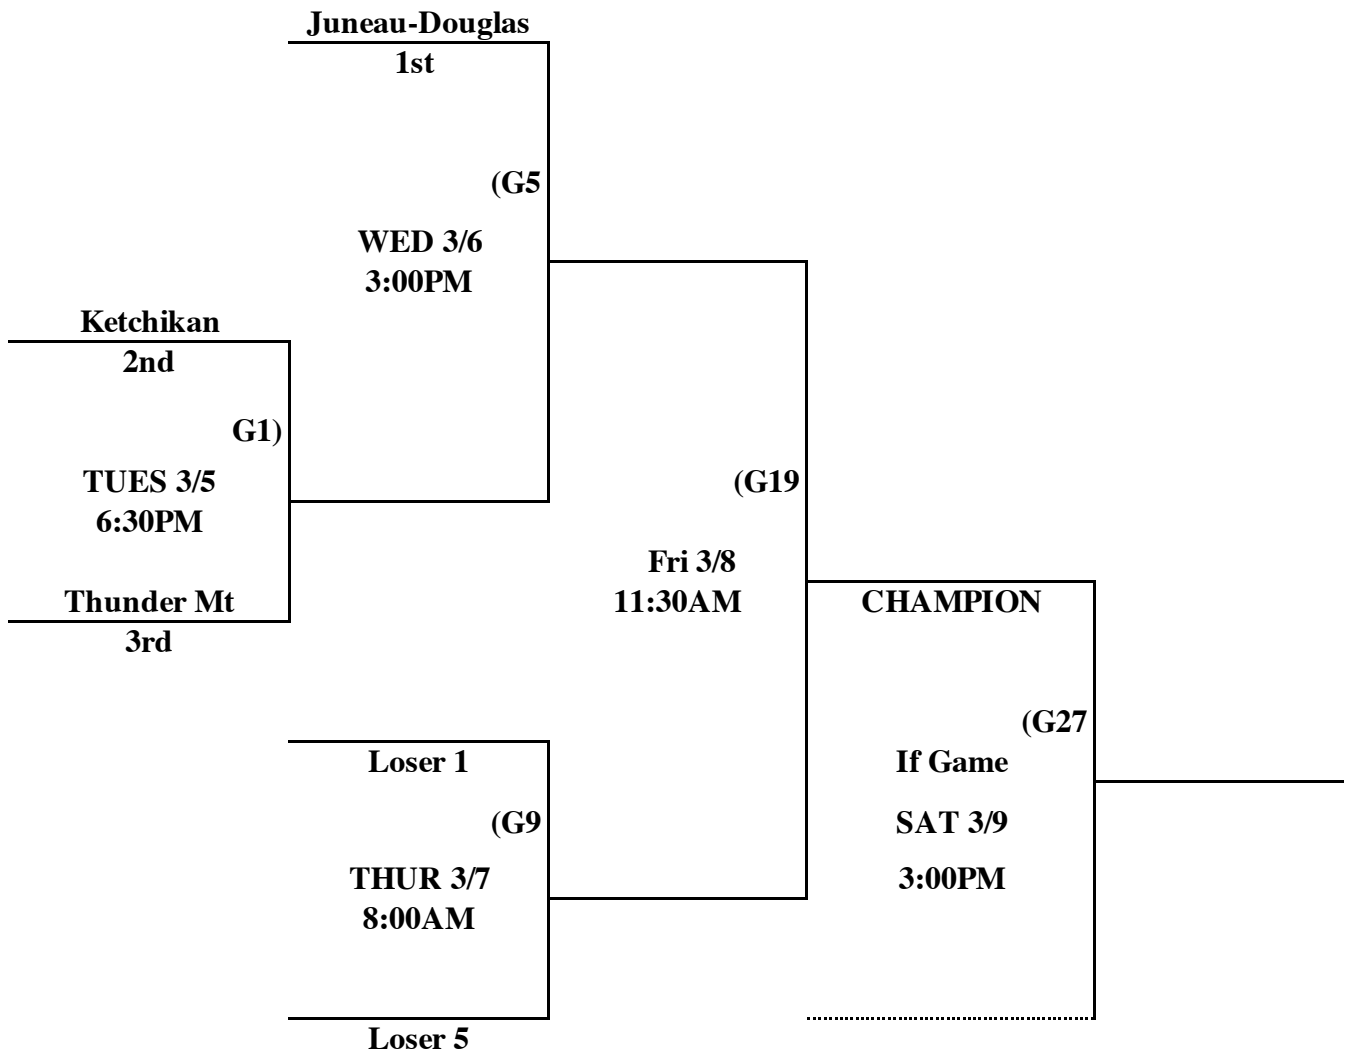 Juneau-Douglas
1st
(G5
WED 3/6
3:00PM
Ketchikan
2nd
G1)
TUES 3/5
6:30PM
Thunder Mt
3rd
(G19
Fri 3/8
11:30AM
CHAMPION
Loser 1
(G9
THUR 3/7
8:00AM
Loser 5
(G27
If Game
SAT 3/9
3:00PM